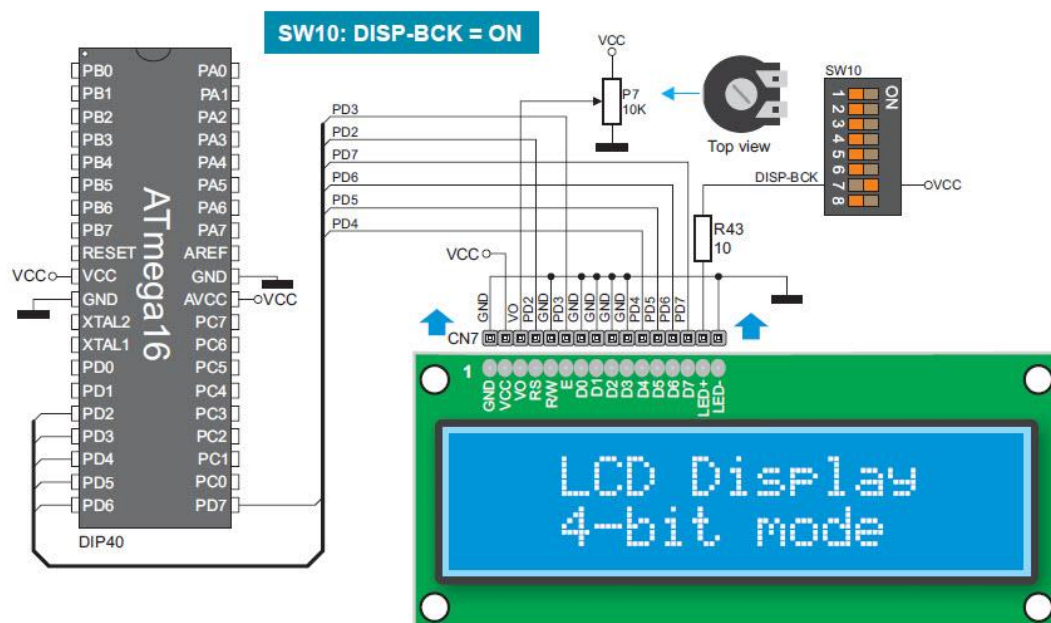 SW10: DISP-BCK = ON
PB0 PA0
PB1 PA1
PB2 PA2
PB3 PA3
PB4 PA4
PB5 PA5
PB6 PA6
PB7 PA7
RESET AREF
VCC VCC GND
GND AVCC VCC
XTAL2 PC7
XTAL1 PC6
PD0 PC5
PD1 PC4
PD2 PC3
PD3 PC2
PD4 PC1
PD5 PC0
PD6 PD7
ATmega16
DIP40
PD3
PD2
PD7
PD6
PD5
PD4
VCC
P7
10K
Top view
SW10
ON
1
2
3
4
5
6
7
8
VCC
DISP-BCK
R43
10
VCC
GND VO PD2 GND PD3 GND GND GND GND PD4 PD5 PD6 PD7
CN7
1
GND VCC VO RS R/W E D0 D1 D2 D3 D4 D5 D6 D7 LED+ LED-
LCD Display
4-bit mode